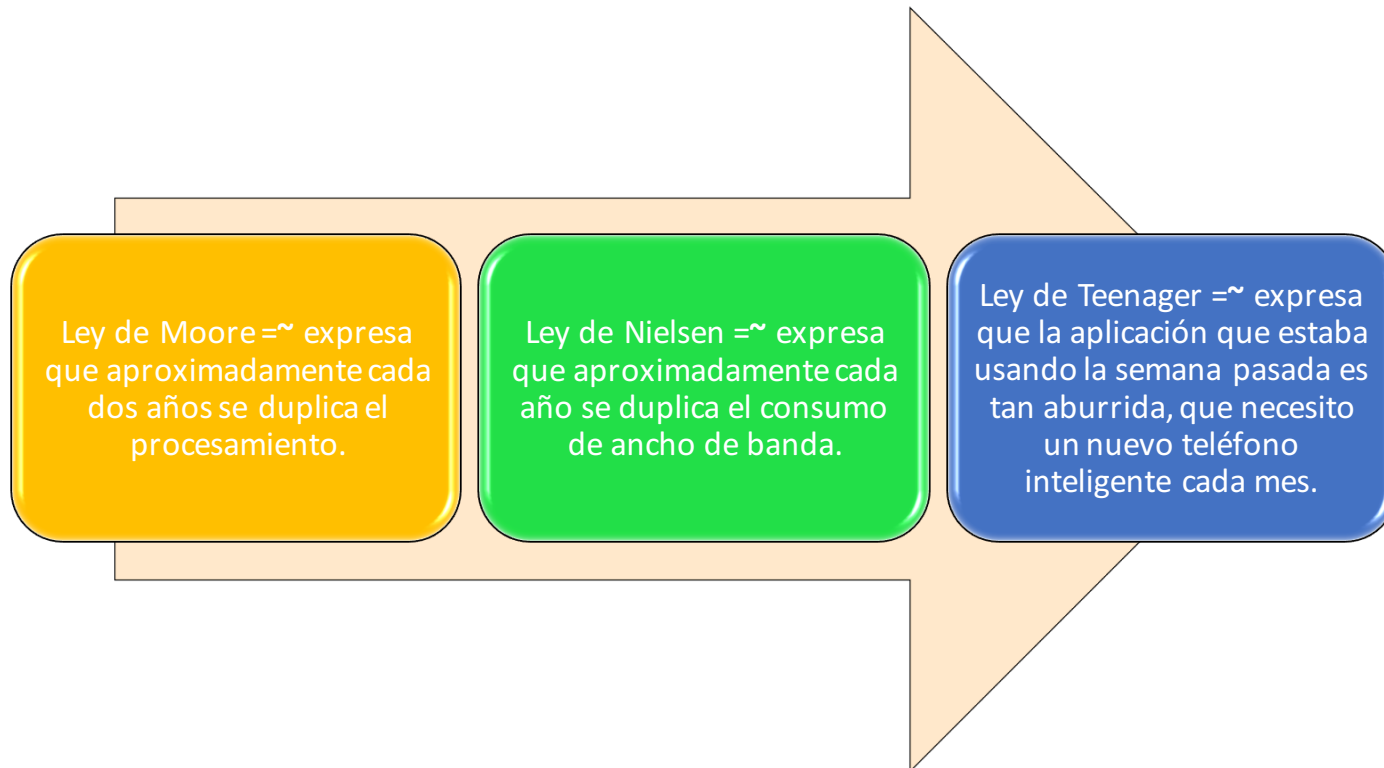 Ley de Moore =~ expresa
que aproximadamente cada
dos años se duplica el
procesamiento.
Ley de Nielsen =~ expresa
que aproximadamente cada
año se duplica el consumo
de ancho de banda.
Ley de Teenager =~ expresa
que la aplicación que estaba
usando la semana pasada es
tan aburrida, que necesito
un nuevo teléfono
inteligente cada mes.